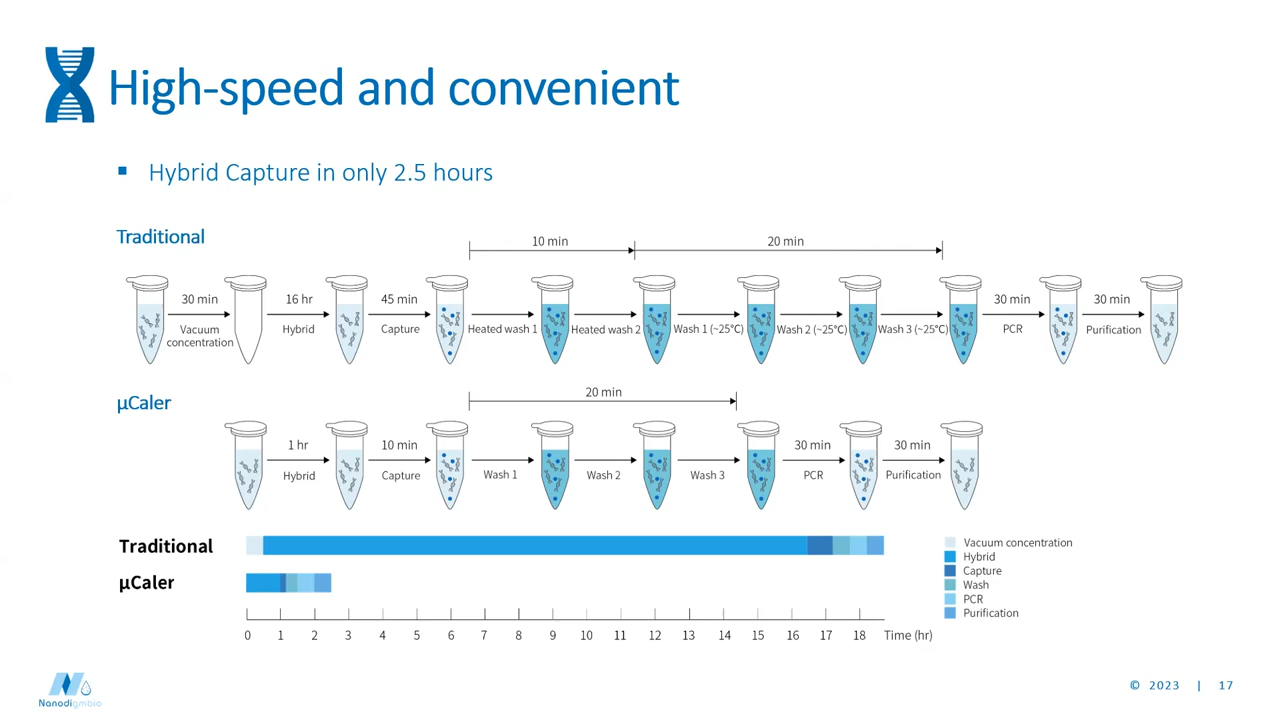 High-speed and convenient
▪ Hybrid Capture in only 2.5 hours
Traditional
10 min
20 min
30 min
Vacuum
concentration
16 hr
Hybrid
45 min
Capture
Heated wash 1
Heated wash 2
Wash 1 (~25℃)
Wash 2 (~25℃)
Wash 3 (~25℃)
30 min
PCR
30 min
Purification
µCaler
20 min
1 hr
Hybrid
10 min
Capture
Wash 1
Wash 2
Wash 3
30 min
PCR
30 min
Purification
Traditional
µCaler
0 1 2 3 4 5 6 7 8 9 10 11 12 13 14 15 16 17 18 Time (hr)
Vacuum concentration
Hybrid
Capture
Wash
PCR
Purification
Nanodigmbio
© 2023 | 17